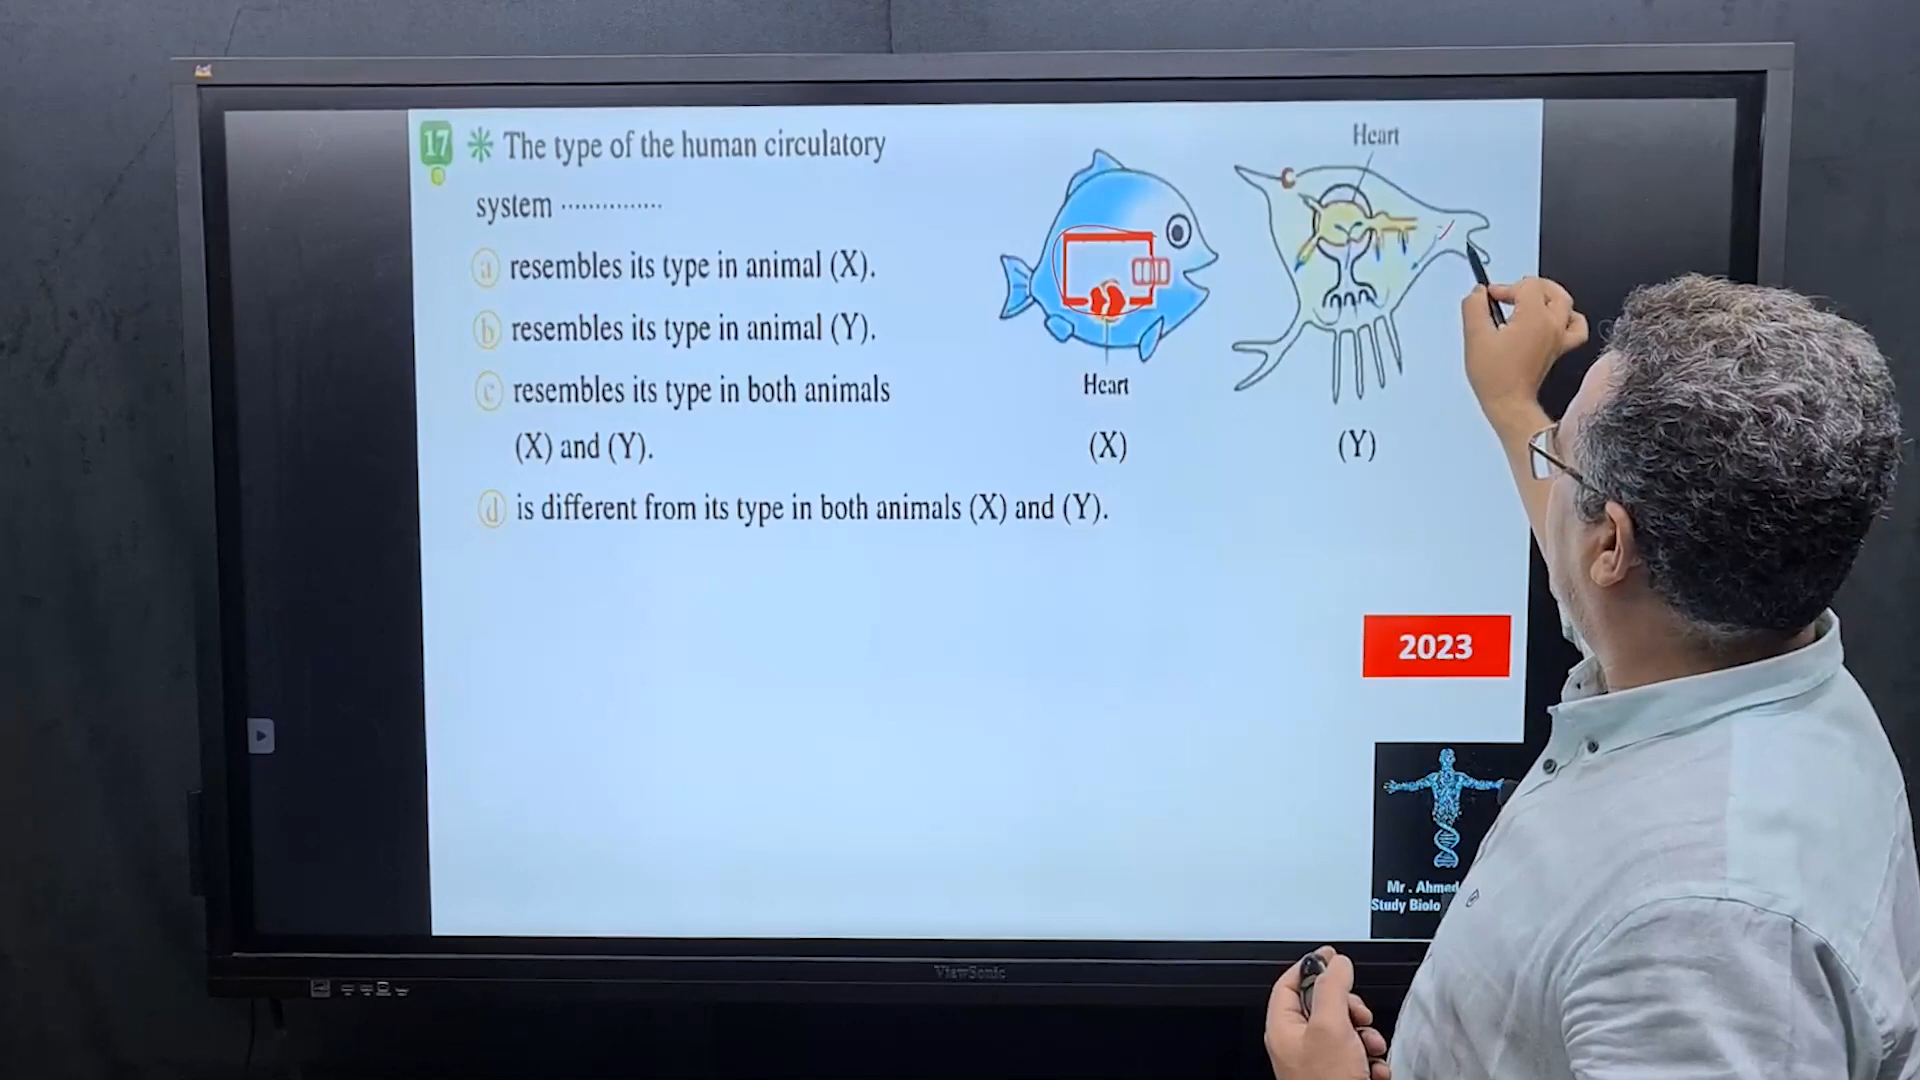 17 The type of the human circulatory
system ...............
a resembles its type in animal (X).
b resembles its type in animal (Y).
c resembles its type in both animals
(X) and (Y).
d is different from its type in both animals (X) and (Y).
Heart
Heart
(X)
(Y)
2023
Mr . Ahmed
Study Biolo
ViewSonic